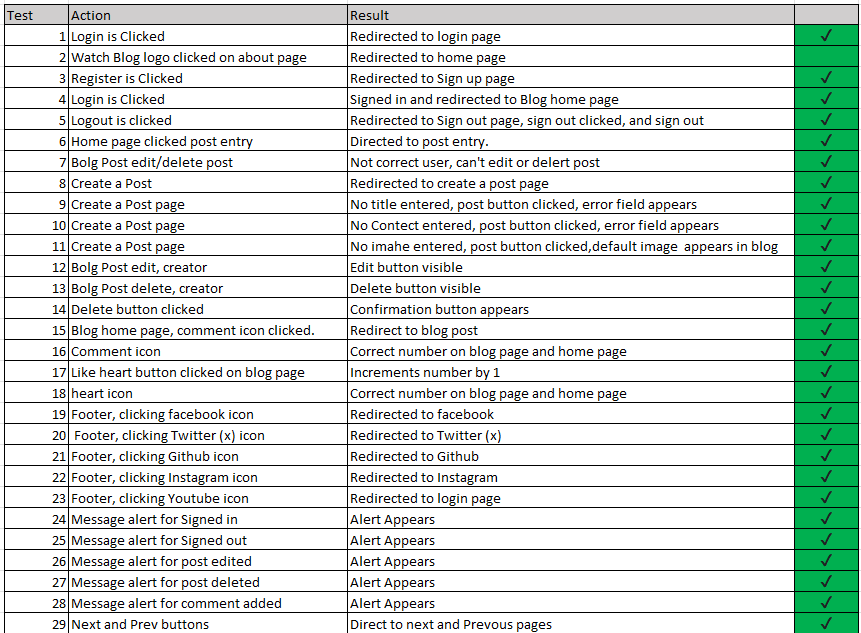 Test Action Result
1 Login is Clicked Redirected to login page ✓
2 Watch Blog logo clicked on about page Redirected to home page
3 Register is Clicked Redirected to Sign up page ✓
4 Login is Clicked Signed in and redirected to Blog home page ✓
5 Logout is clicked Redirected to Sign out page, sign out clicked, and sign out ✓
6 Home page clicked post entry Directed to post entry. ✓
7 Bolg Post edit/delete post Not correct user, can't edit or delert post ✓
8 Create a Post Redirected to create a post page ✓
9 Create a Post page No title entered, post button clicked, error field appears ✓
10 Create a Post page No Contect entered, post button clicked, error field appears ✓
11 Create a Post page No imahe entered, post button clicked,default image  appears in blog ✓
12 Bolg Post edit, creator Edit button visible ✓
13 Bolg Post delete, creator Delete button visible ✓
14 Delete button clicked Confirmation button appears ✓
15 Blog home page, comment icon clicked. Redirect to blog post ✓
16 Comment icon Correct number on blog page and home page ✓
17 Like heart button clicked on blog page Increments number by 1 ✓
18 heart icon Correct number on blog page and home page ✓
19 Footer, clicking facebook icon Redirected to facebook ✓
20 Footer, clicking Twitter (x) icon Redirected to Twitter (x) ✓
21 Footer, clicking Github icon Redirected to Github ✓
22 Footer, clicking Instagram icon Redirected to Instagram ✓
23 Footer, clicking Youtube icon Redirected to login page ✓
24 Message alert for Signed in Alert Appears ✓
25 Message alert for Signed out Alert Appears ✓
26 Message alert for post edited Alert Appears ✓
27 Message alert for post deleted Alert Appears ✓
28 Message alert for comment added Alert Appears ✓
29 Next and Prev buttons Direct to next and Prevous pages ✓